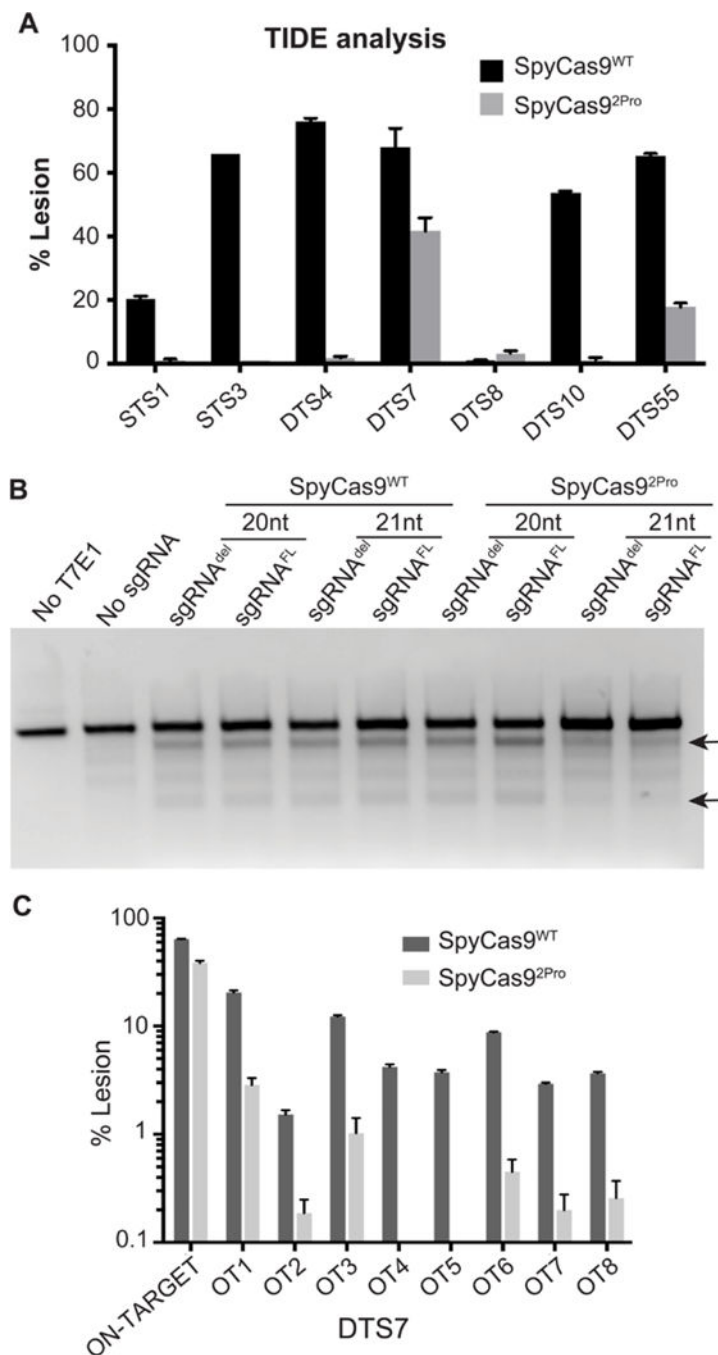 A
TIDE analysis
SpyCas9WT
SpyCas92Pro
% Lesion
100
80
60
40
20
0
STS1 STS3 DTS4 DTS7 DTS8 DTS10 DTS55
B
SpyCas9WT SpyCas92Pro
20nt 21nt 20nt 21nt
No T7E1 No sgRNA sgRNAdel sgRNAFL sgRNAdel sgRNAFL sgRNAdel sgRNAFL sgRNAdel sgRNAFL
C
SpyCas9WT
SpyCas92Pro
% Lesion
100
10
1
0.1
ON-TARGET OT1 OT2 OT3 OT4 OT5 OT6 OT7 OT8
DTS7